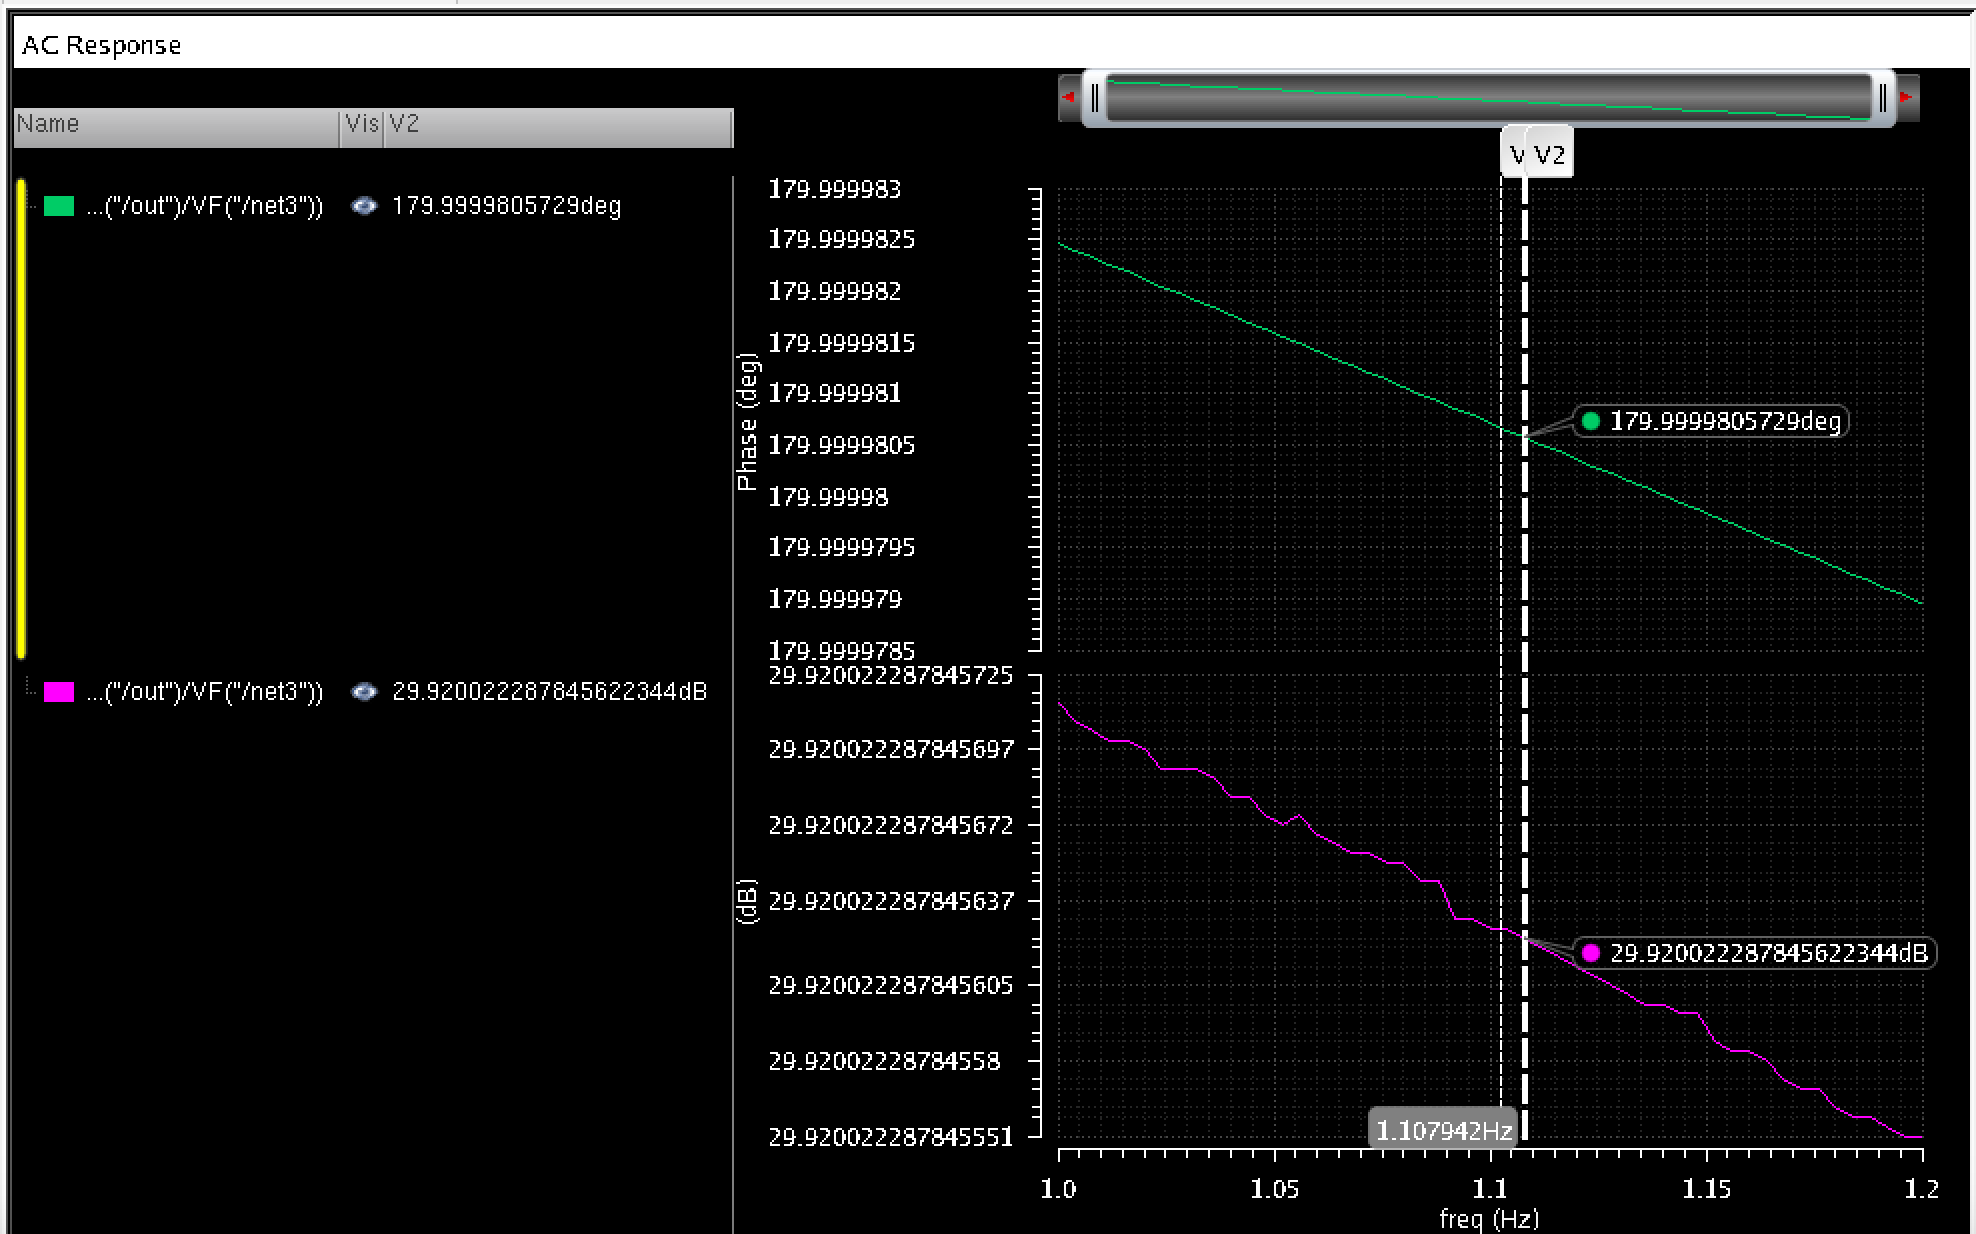 AC Response
Name Vis V2
V V2
...("/out")/VF("/net3")) 179.9999805729deg
179.999983
179.9999825
179.999982
179.9999815
179.999981
179.9999805
179.99998
179.9999795
179.999979
179.9999785
Phase (deg)
179.9999805729deg
...("/out")/VF("/net3")) 29.920022287845622344dB
29.9200222878457​25
29.920022287845697
29.920022287845672
29.920022287845637
29.920022287845605
29.92002228784558
29.920022287845551
(dB)
29.920022287845622344dB
1.107942Hz
1.0 1.05 1.1 1.15 1.2
freq (Hz)